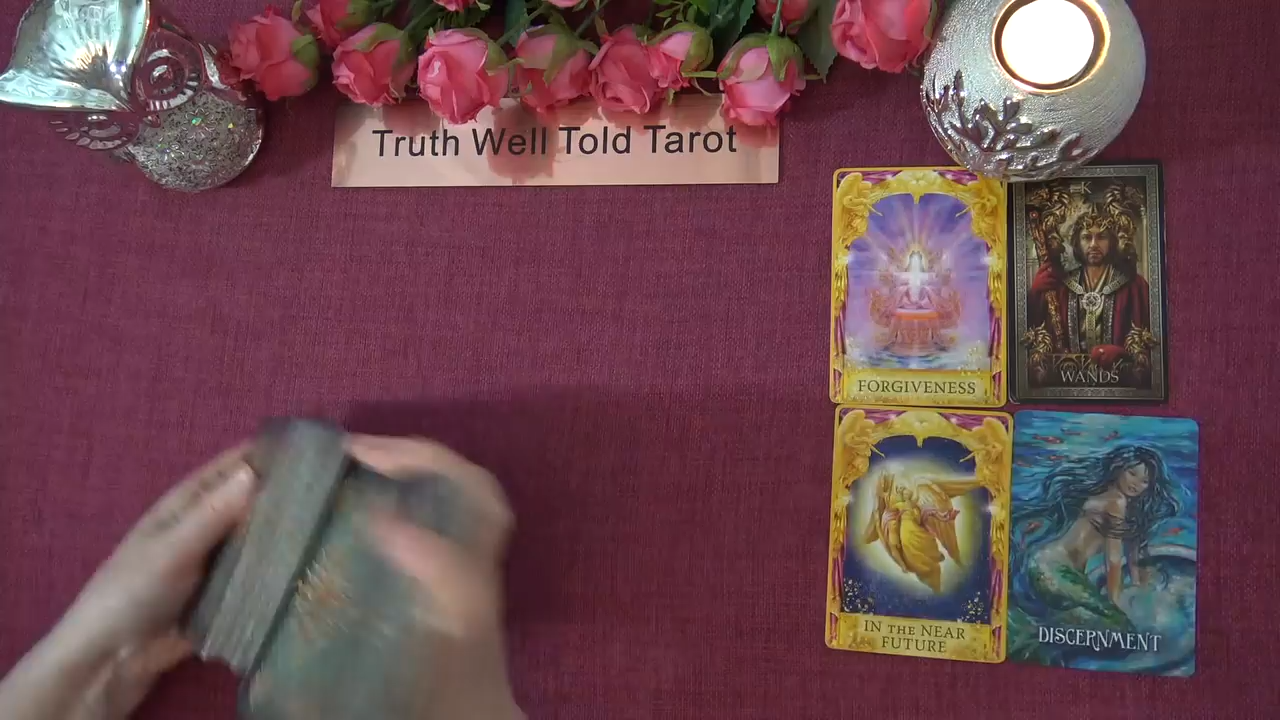 Truth Well Told Tarot
FORGIVENESS
K
WANDS
IN THE NEAR
FUTURE
DISCERNMENT